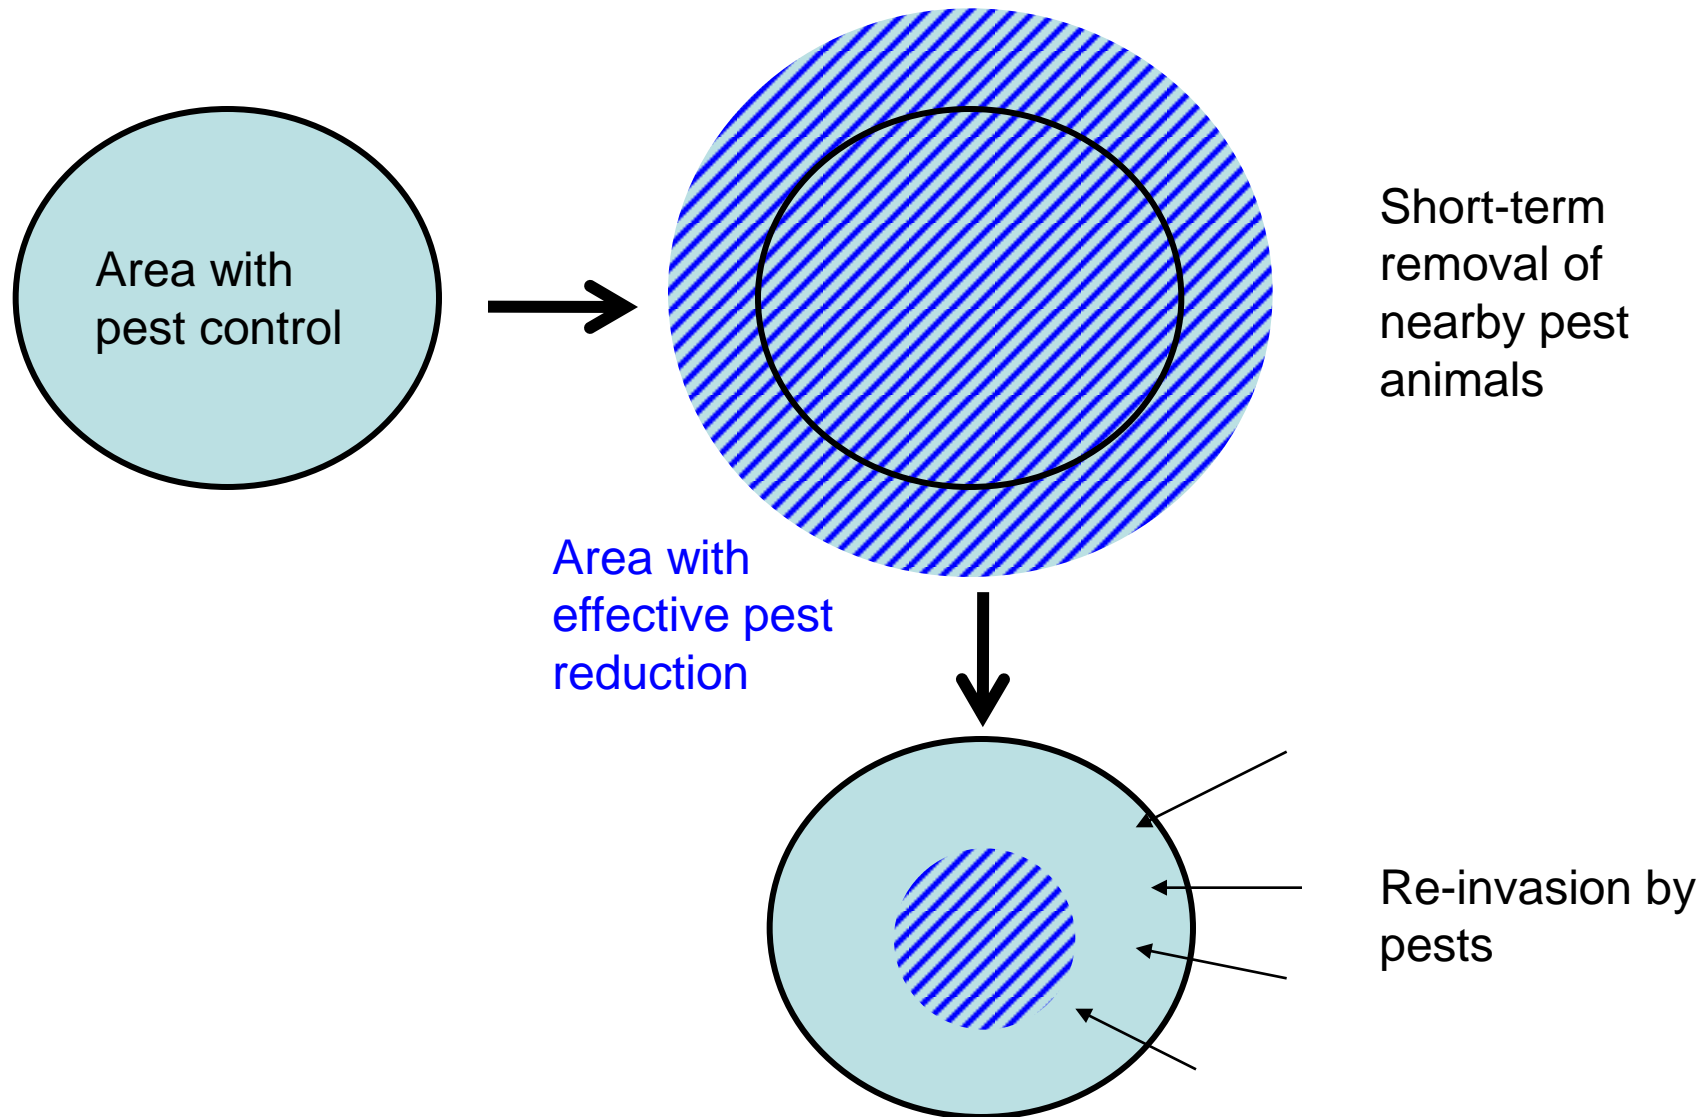 Area with
pest control
Short-term
removal of
nearby pest
animals
Area with
effective pest
reduction
Re-invasion by
pests